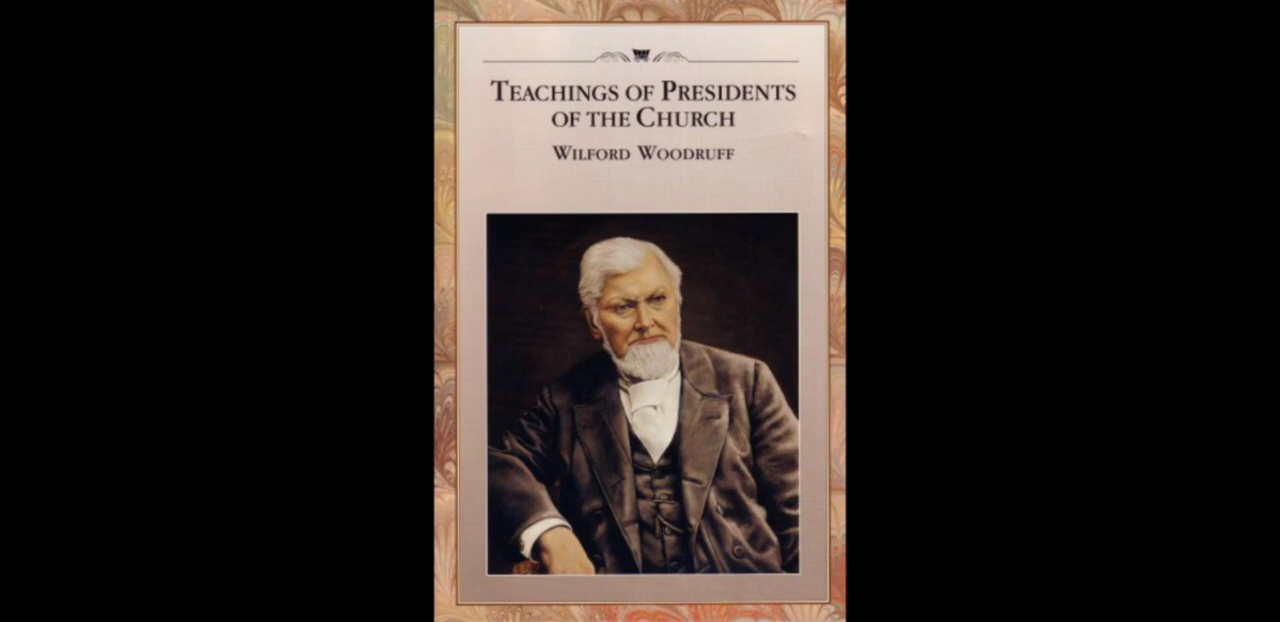 TEACHINGS OF PRESIDENTS
OF THE CHURCH
WILFORD WOODRUFF